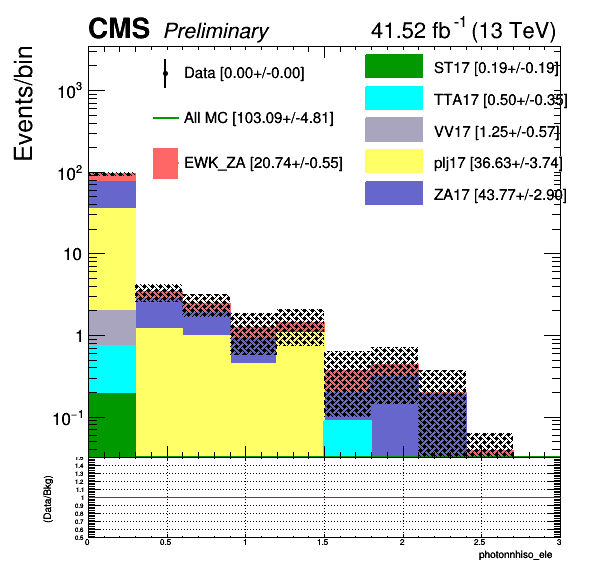 CMS Preliminary 41.52 fb⁻¹ (13 TeV)
Events/bin
10³
10²
10
1
10⁻¹
Data [0.00+/-0.00]
All MC [103.09+/-4.81]
EWK_ZA [20.74+/-0.55]
ST17 [0.19+/-0.19]
TTA17 [0.50+/-0.35]
VV17 [1.25+/-0.57]
plj17 [36.63+/-3.74]
ZA17 [43.77+/-2.90]
(Data/Bkg)
1.5
1.4
1.3
1.2
1.1
1
0.9
0.8
0.7
0.6
0.5
0 0.5 1 1.5 2 2.5 3
photonnhiso_ele